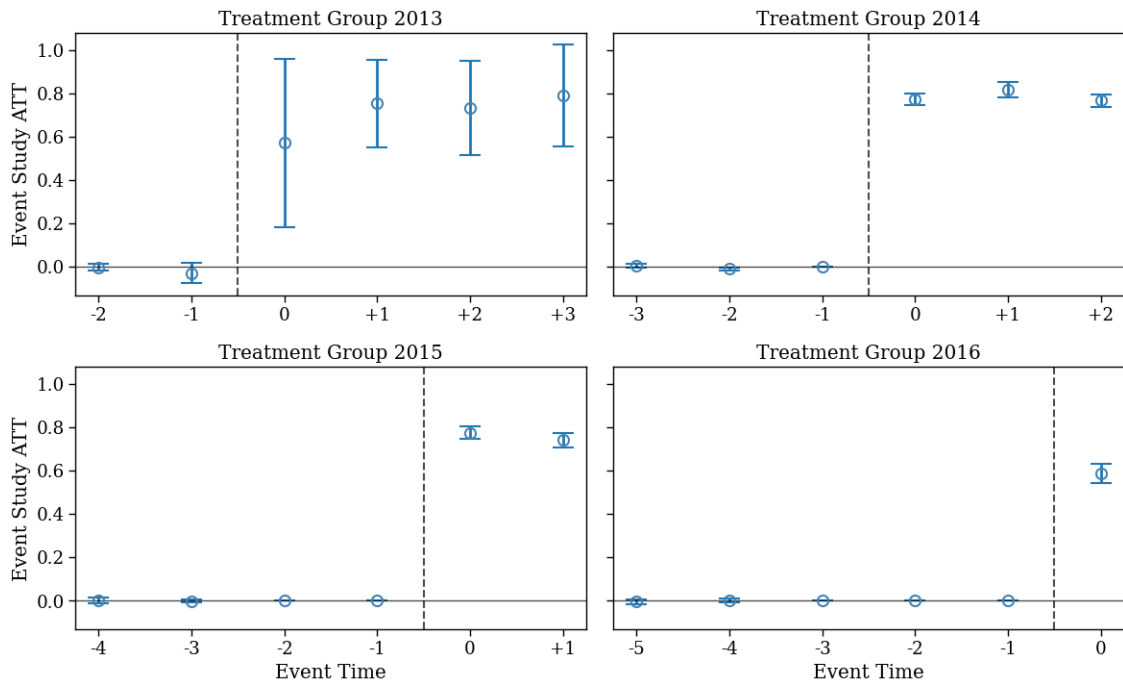 Treatment Group 2013
Treatment Group 2014
Event Study ATT
1.0
0.8
0.6
0.4
0.2
0.0
-2 -1 0 +1 +2 +3
-3 -2 -1 0 +1 +2
Treatment Group 2015
Treatment Group 2016
Event Study ATT
1.0
0.8
0.6
0.4
0.2
0.0
-4 -3 -2 -1 0 +1
-5 -4 -3 -2 -1 0
Event Time
Event Time